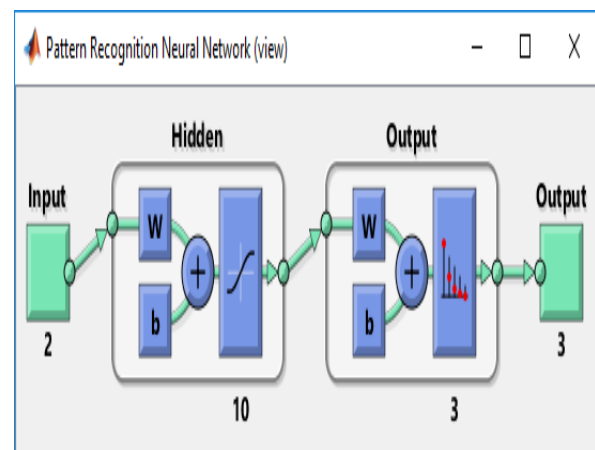 Pattern Recognition Neural Network (view)
Hidden
Output
Input
Output
W
W
+
+
b
b
2
3
10
3